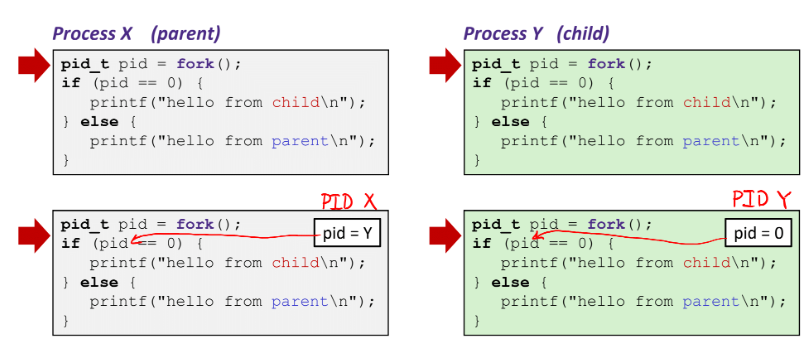 Process X (parent)
pid_t pid = fork();
if (pid == 0) {
   printf("hello from child\n");
} else {
   printf("hello from parent\n");
}
Process Y (child)
pid_t pid = fork();
if (pid == 0) {
   printf("hello from child\n");
} else {
   printf("hello from parent\n");
}
PID X
pid_t pid = fork();
if (pid == 0) {
   printf("hello from child\n");
} else {
   printf("hello from parent\n");
}
pid = Y
PID Y
pid_t pid = fork();
if (pid == 0) {
   printf("hello from child\n");
} else {
   printf("hello from parent\n");
}
pid = 0